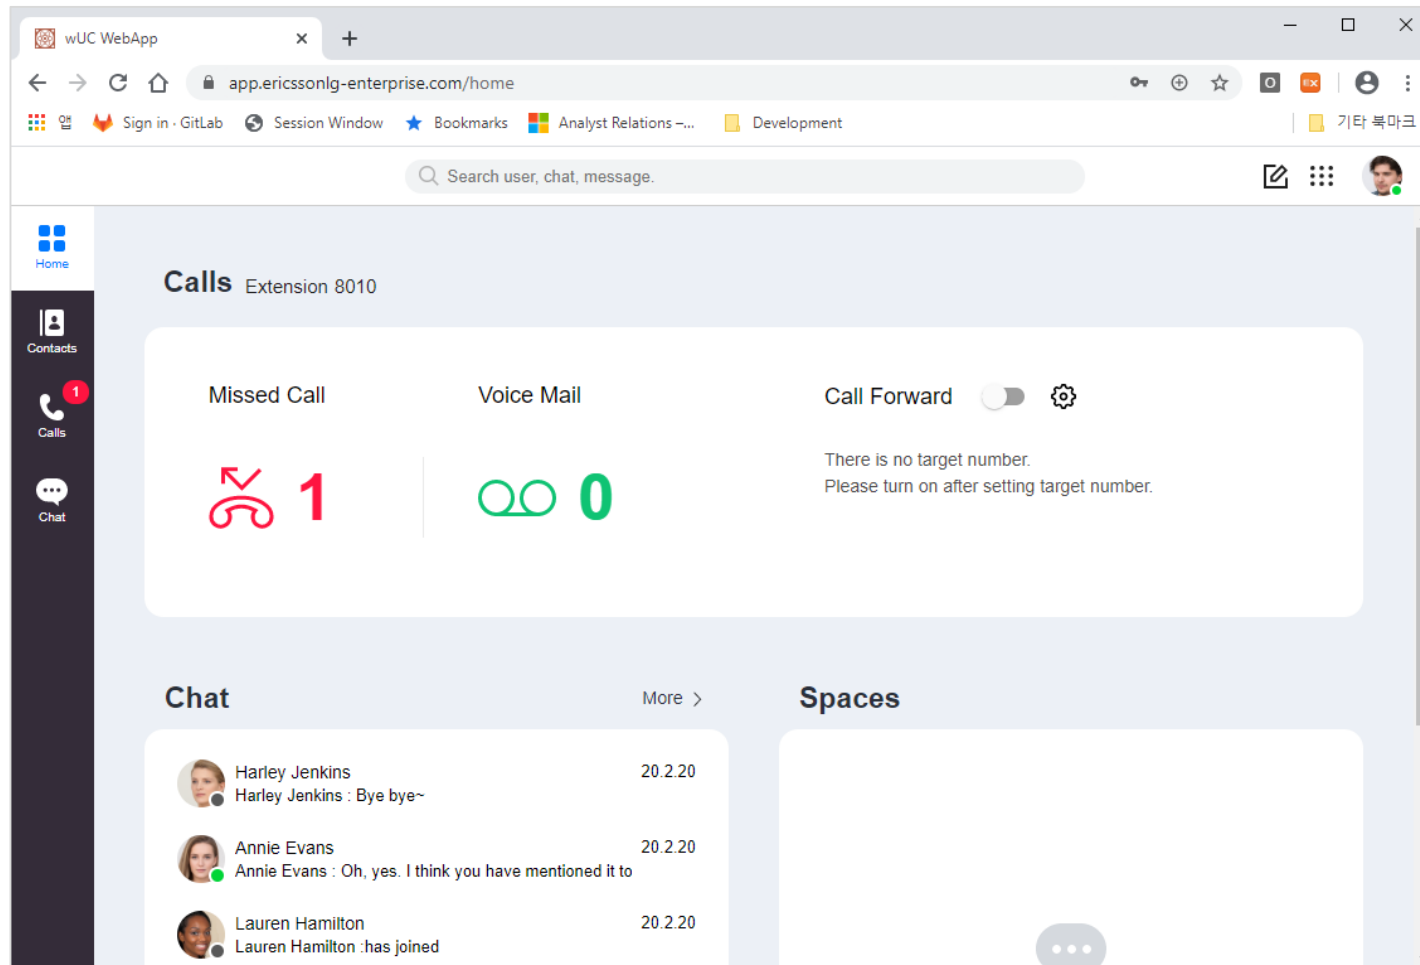 wUC WebApp
app.ericssonlg-enterprise.com/home
앱 Sign in · GitLab Session Window Bookmarks Analyst Relations –... Development 기타 북마크
Search user, chat, message.
Home
Contacts
1
Calls
Chat
Calls Extension 8010
Missed Call Voice Mail Call Forward
1 0
There is no target number.
Please turn on after setting target number.
Chat More > Spaces
Harley Jenkins 20.2.20
Harley Jenkins : Bye bye~
Annie Evans 20.2.20
Annie Evans : Oh, yes. I think you have mentioned it to
Lauren Hamilton 20.2.20
Lauren Hamilton :has joined